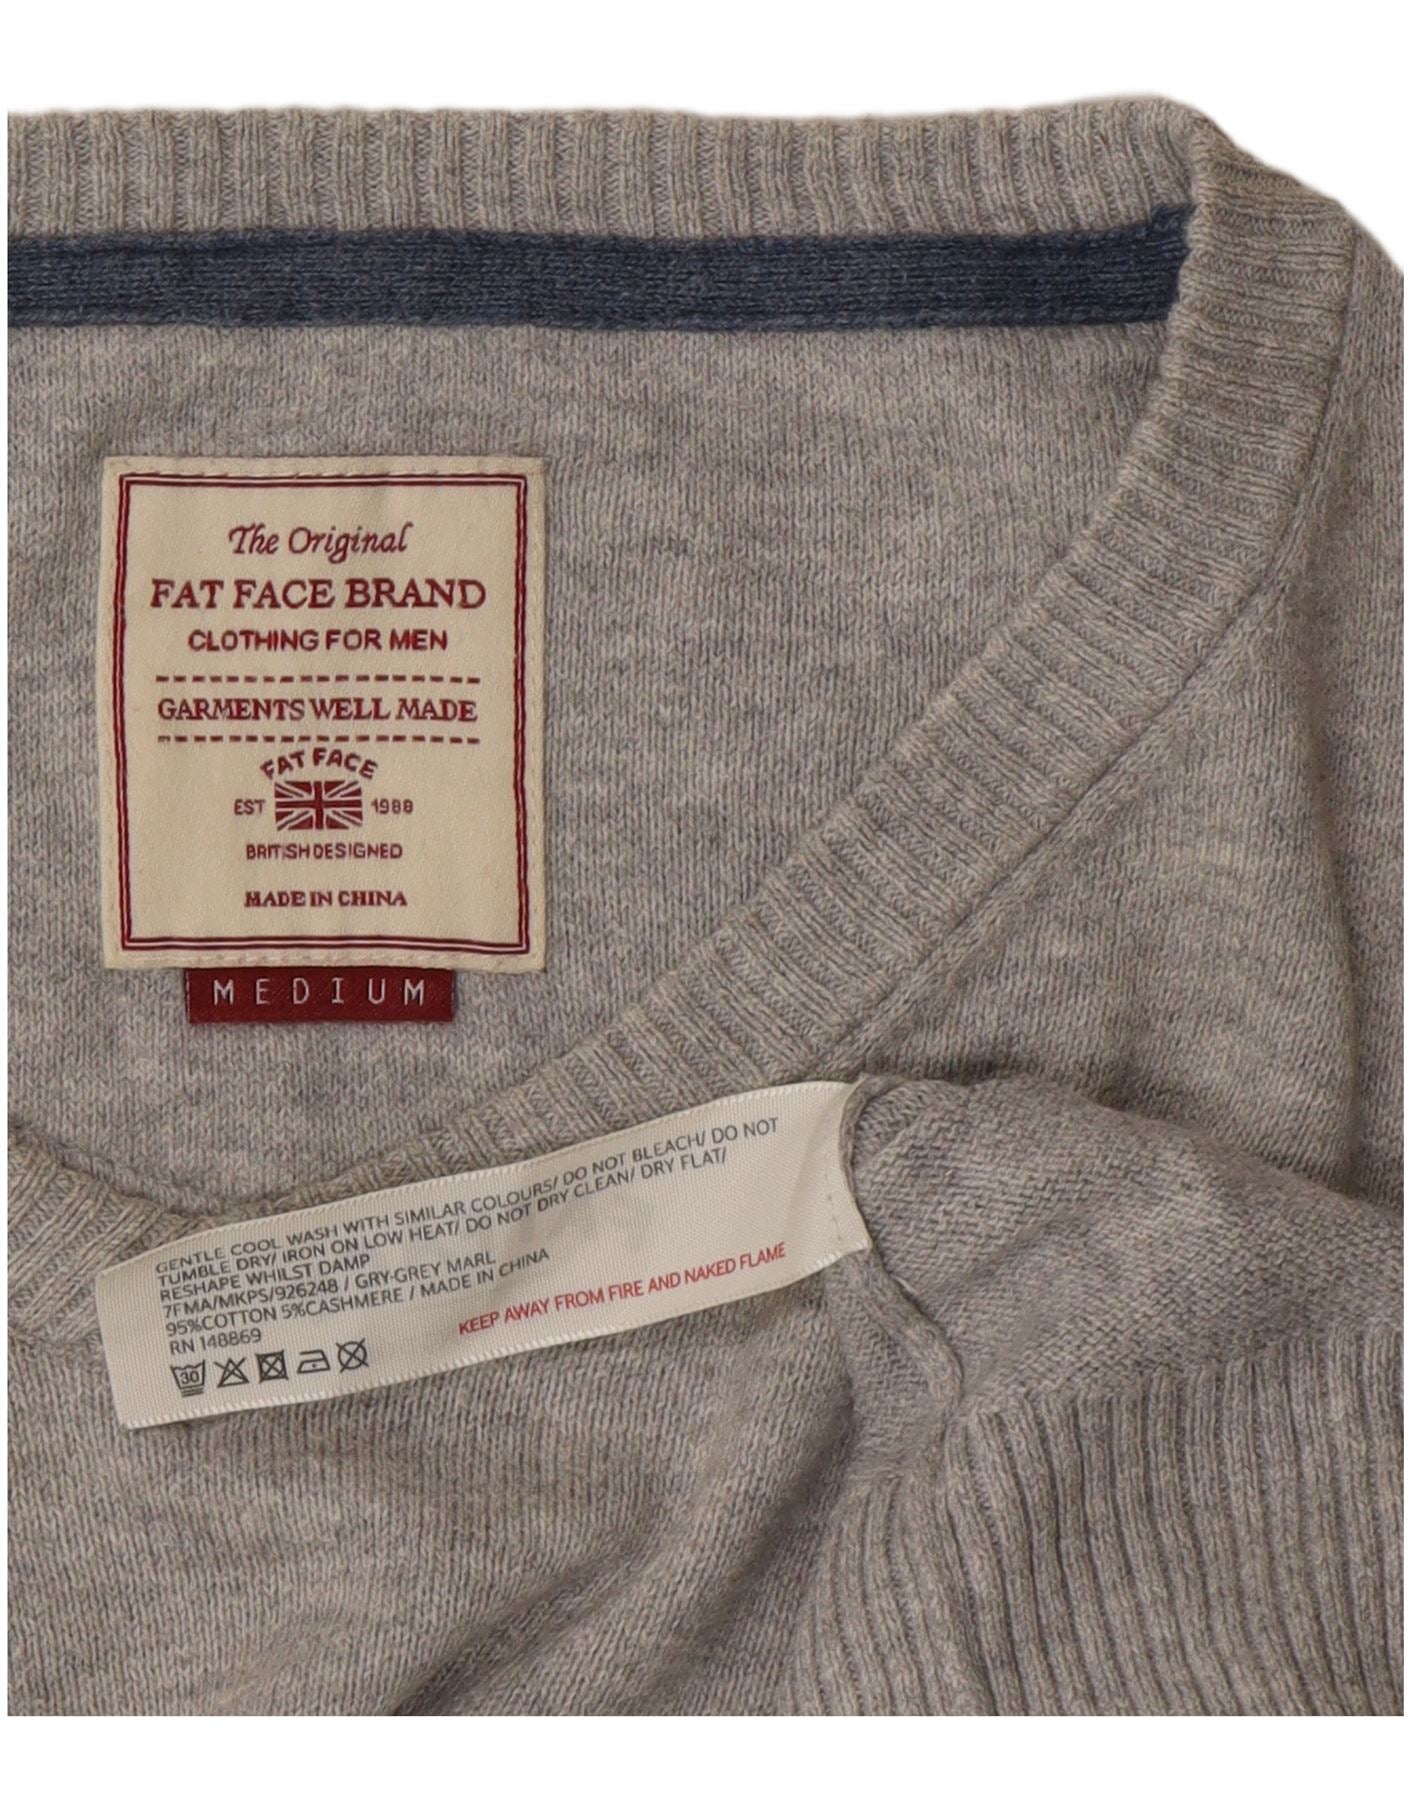 The Original
FAT FACE BRAND
CLOTHING FOR MEN
GARMENTS WELL MADE
FAT FACE
EST 1988
BRITISH DESIGNED
MADE IN CHINA
MEDIUM
GENTLE COOL WASH WITH SIMILAR COLOURS/ DO NOT BLEACH/ DO NOT
TUMBLE DRY/ IRON ON LOW HEAT/ DO NOT DRY CLEAN/ DRY FLAT/
RESHAPE WHILST DAMP
7FMA/MKPS/926248 / GRY-GREY MARL
95%COTTON 5%CASHMERE / MADE IN CHINA
RN 148869
KEEP AWAY FROM FIRE AND NAKED FLAME
30